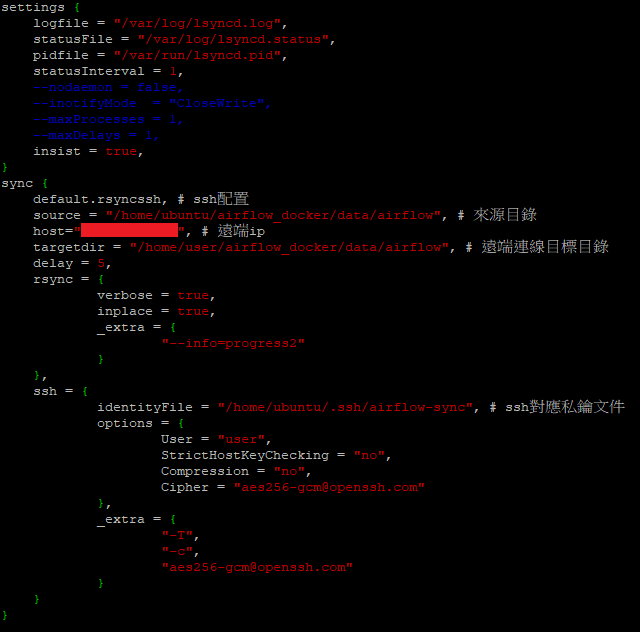 settings {
    logfile = "/var/log/lsyncd.log",
    statusFile = "/var/log/lsyncd.status",
    pidfile = "/var/run/lsyncd.pid",
    statusInterval = 1,
    --nodaemon = false,
    --inotifyMode  = "CloseWrite",
    --maxProcesses = 1,
    --maxDelays = 1,
    insist = true,
}
sync {
    default.rsyncssh, # ssh配置
    source = "/home/ubuntu/airflow_docker/data/airflow", # 來源目錄
    host="", # 遠端ip
    targetdir = "/home/user/airflow_docker/data/airflow", # 遠端連線目標目錄
    delay = 5,
    rsync = {
            verbose = true,
            inplace = true,
            _extra = {
                    "--info=progress2"
            }
    },
    ssh = {
            identityFile = "/home/ubuntu/.ssh/airflow-sync", # ssh對應私鑰文件
            options = {
                    User = "user",
                    StrictHostKeyChecking = "no",
                    Compression = "no",
                    Cipher = "aes256-gcm@openssh.com"
            },
            _extra = {
                    "-T",
                    "-c",
                    "aes256-gcm@openssh.com"
            }
    }
}